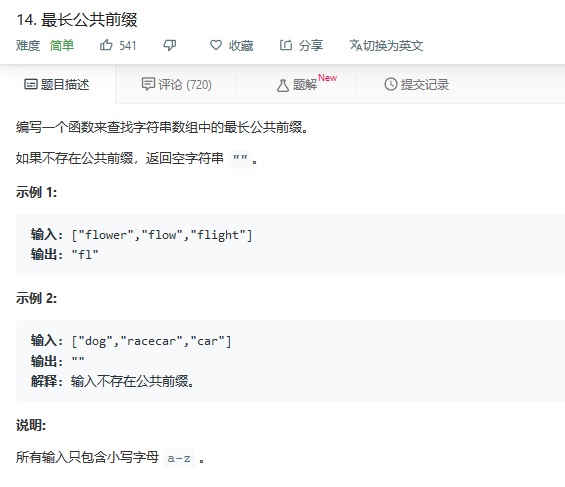 14. 最长公共前缀
难度 简单 541 收藏 分享 切换为英文
题目描述 评论 (720) 题解 New 提交记录
编写一个函数来查找字符串数组中的最长公共前缀。
如果不存在公共前缀，返回空字符串 ""。
示例 1:
输入: ["flower","flow","flight"]
输出: "fl"
示例 2:
输入: ["dog","racecar","car"]
输出: ""
解释: 输入不存在公共前缀。
说明:
所有输入只包含小写字母 a-z 。